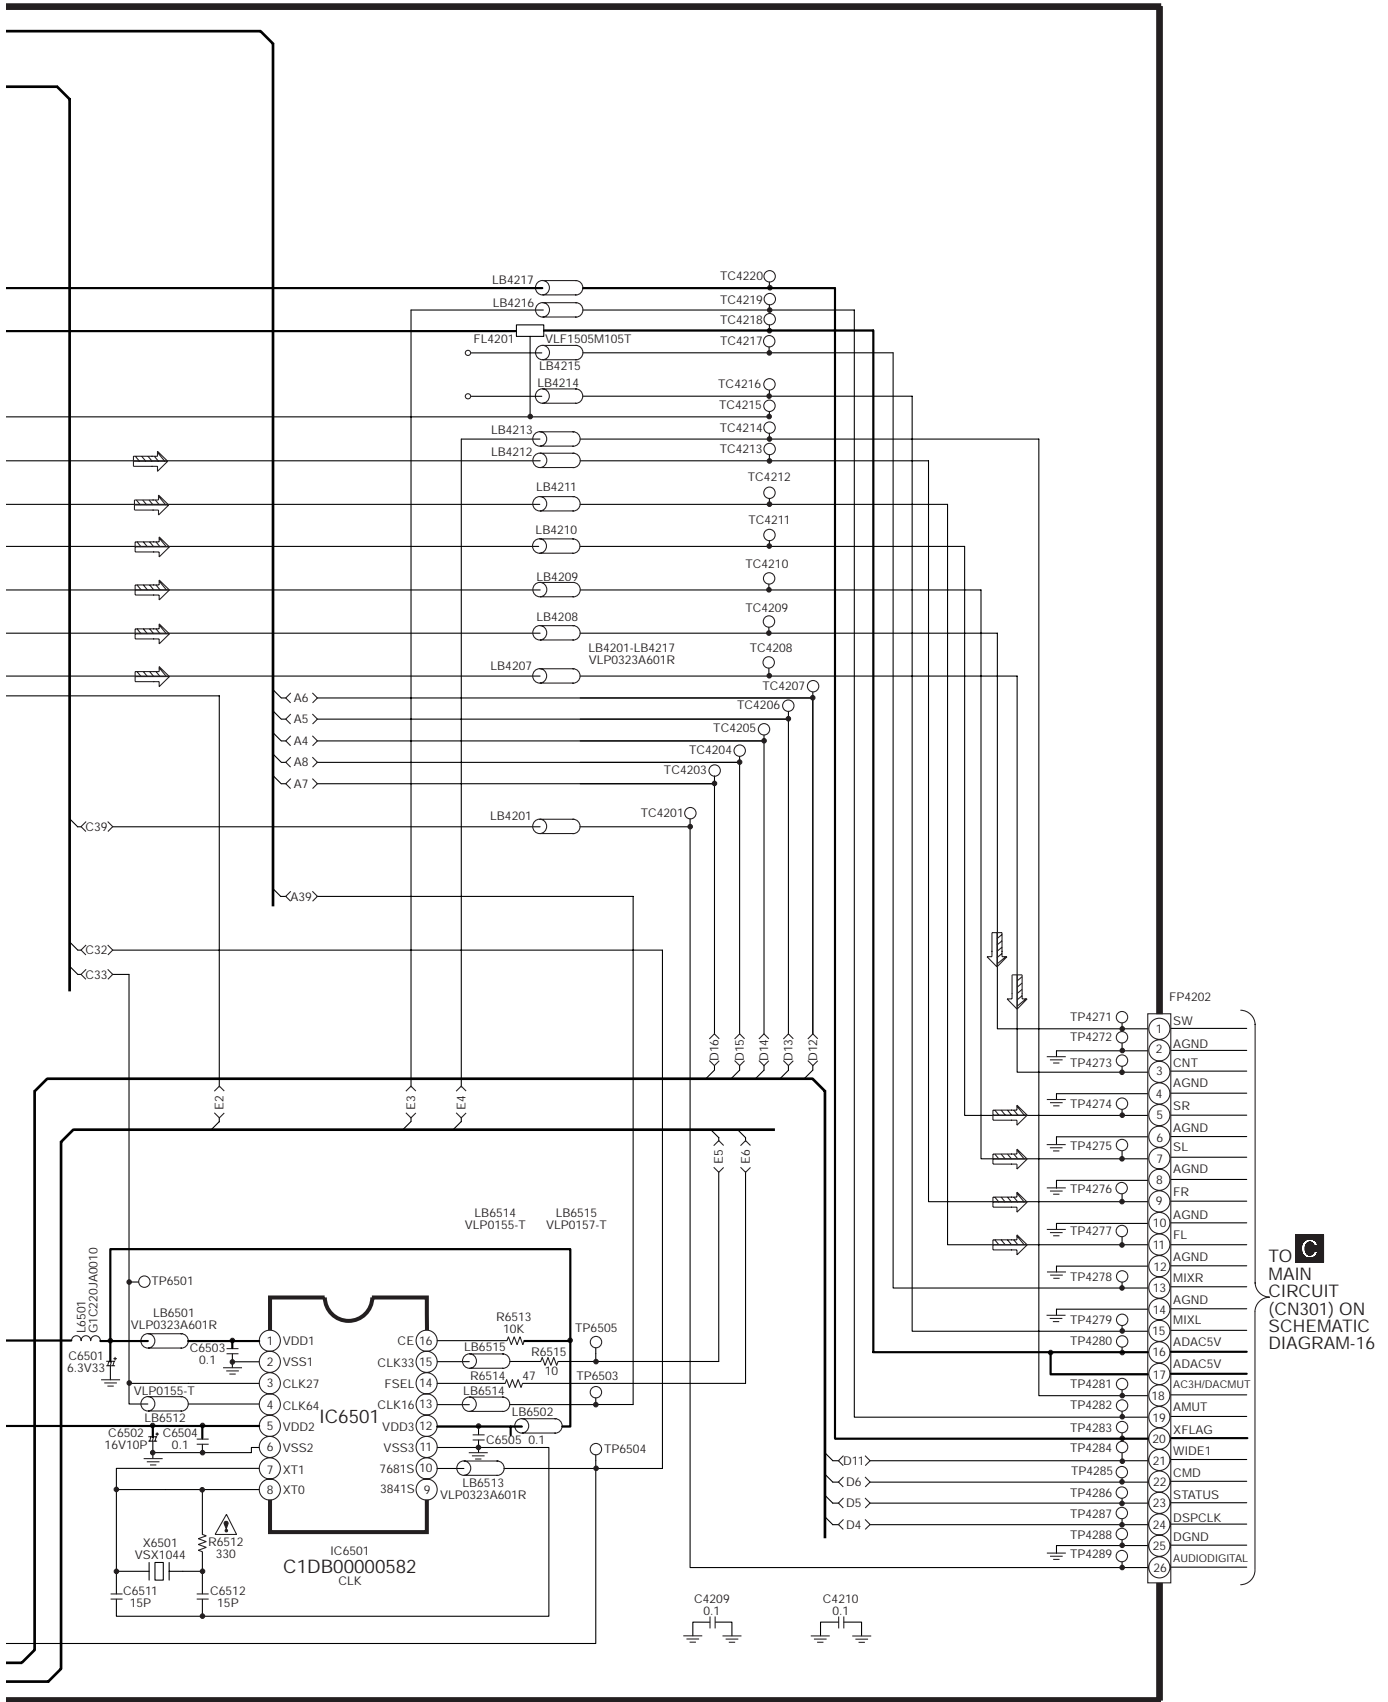 LB4217
TC4220
LB4216
TC4219
TC4218
FL4201
VLF1505M105T
TC4217
LB4215
LB4214
TC4216
TC4215
LB4213
TC4214
LB4212
TC4213
LB4211
TC4212
LB4210
TC4211
LB4209
TC4210
LB4208
TC4209
LB4201-LB4217
VLP0323A601R
LB4207
TC4208
A6
TC4207
A5
TC4206
A4
TC4205
A8
TC4204
A7
TC4203
C39
LB4201
TC4201
A39
C32
C33
D16
D15
D14
D13
D12
E2
E3
E4
E5
E6
FP4202
TP4271
1
SW
TP4272
2
AGND
TP4273
3
CNT
4
AGND
TP4274
5
SR
6
AGND
TP4275
7
SL
8
AGND
TP4276
9
FR
10
AGND
TP4277
11
FL
12
AGND
TP4278
13
MIXR
14
AGND
TP4279
15
MIXL
TP4280
16
ADAC5V
17
ADAC5V
TP4281
18
AC3H/DACMUT
TP4282
19
AMUT
TP4283
20
XFLAG
TP4284
D11
21
WIDE1
TP4285
D6
22
CMD
TP4286
D5
23
STATUS
TP4287
D4
24
DSPCLK
TP4288
25
DGND
TP4289
26
AUDIODIGITAL
TO C
MAIN
CIRCUIT
(CN301) ON
SCHEMATIC
DIAGRAM-16
LB6514
VLP0155-T
LB6515
VLP0157-T
L6501
G1C220JA0010
TP6501
LB6501
VLP0323A601R
C6501
6.3V33
C6503
0.1
VLP0155-T
LB6512
C6502
16V10P
C6504
0.1
1
VDD1
2
VSS1
3
CLK27
4
CLK64
5
VDD2
6
VSS2
7
XT1
8
XT0
IC6501
CE
16
CLK33
15
FSEL
14
CLK16
13
VDD3
12
VSS3
11
7681S
10
3841S
9
R6513
10K
TP6505
LB6515
R6515
10
R6514
47
TP6503
LB6514
LB6502
C6505
0.1
TP6504
LB6513
VLP0323A601R
X6501
VSX1044
R6512
330
C6511
15P
C6512
15P
IC6501
C1DB00000582
CLK
C4209
0.1
C4210
0.1